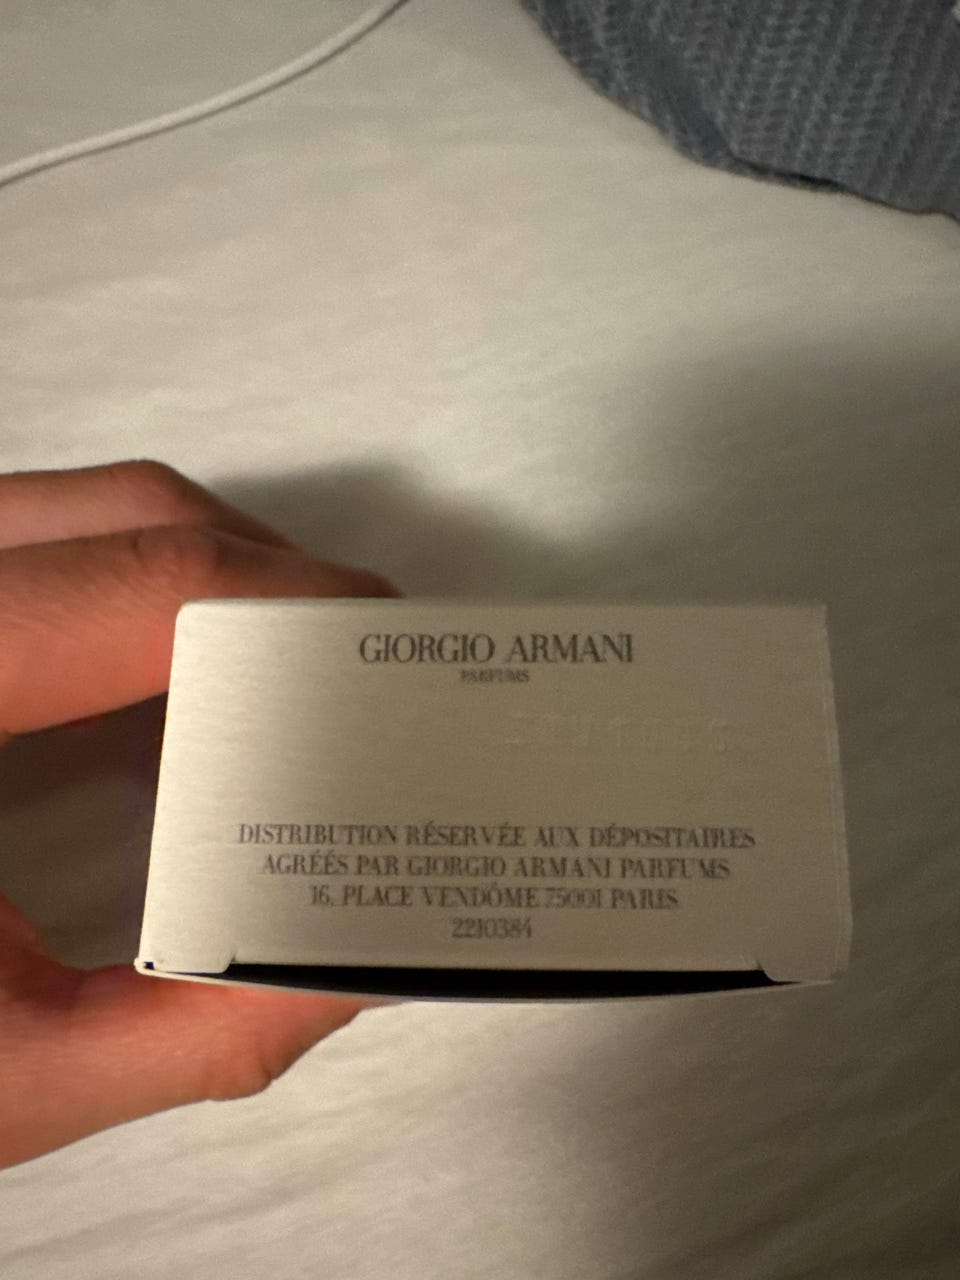 GIORGIO ARMANI
PARFUMS
DISTRIBUTION RÉSERVÉE AUX DÉPOSITAIRES
AGRÉÉS PAR GIORGIO ARMANI PARFUMS
16, PLACE VENDÔME 75001 PARIS
2210384